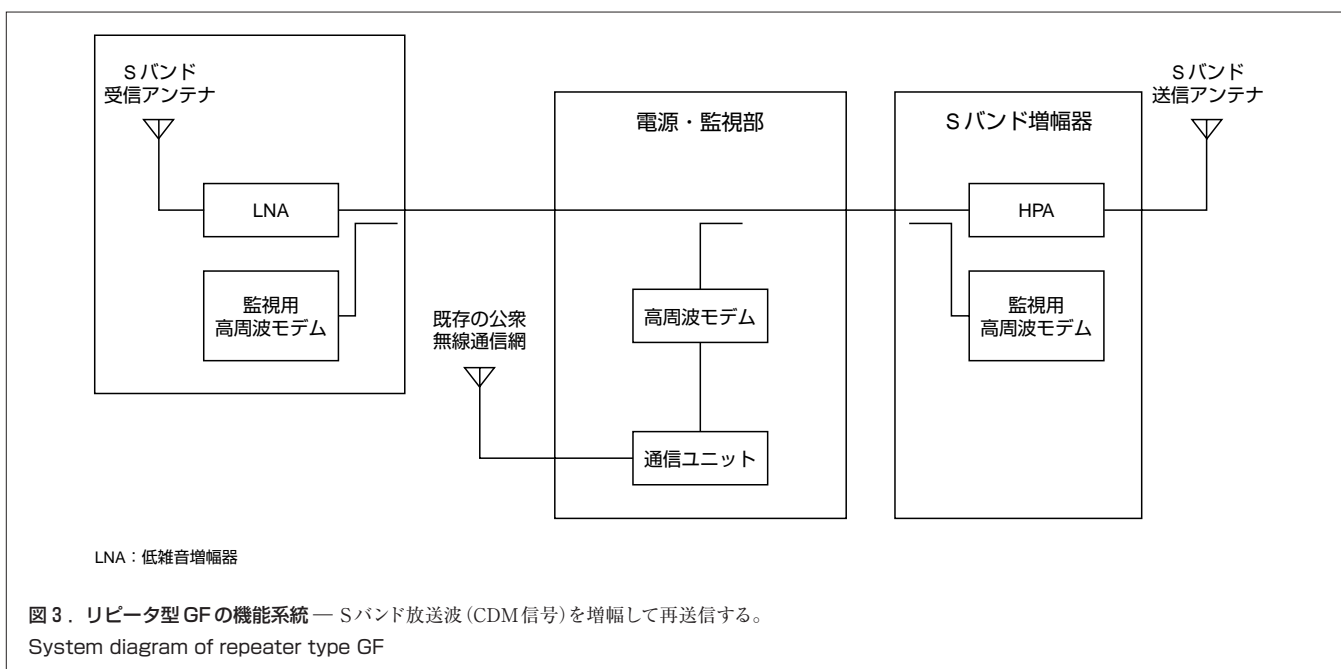 Sバンド
受信アンテナ
LNA
監視用
高周波モデム
既存の公衆
無線通信網
電源・監視部
高周波モデム
通信ユニット
Sバンド増幅器
HPA
監視用
高周波モデム
Sバンド
送信アンテナ
LNA:低雑音増幅器
図3.リピータ型GFの機能系統 — Sバンド放送波(CDM信号)を増幅して再送信する。
System diagram of repeater type GF